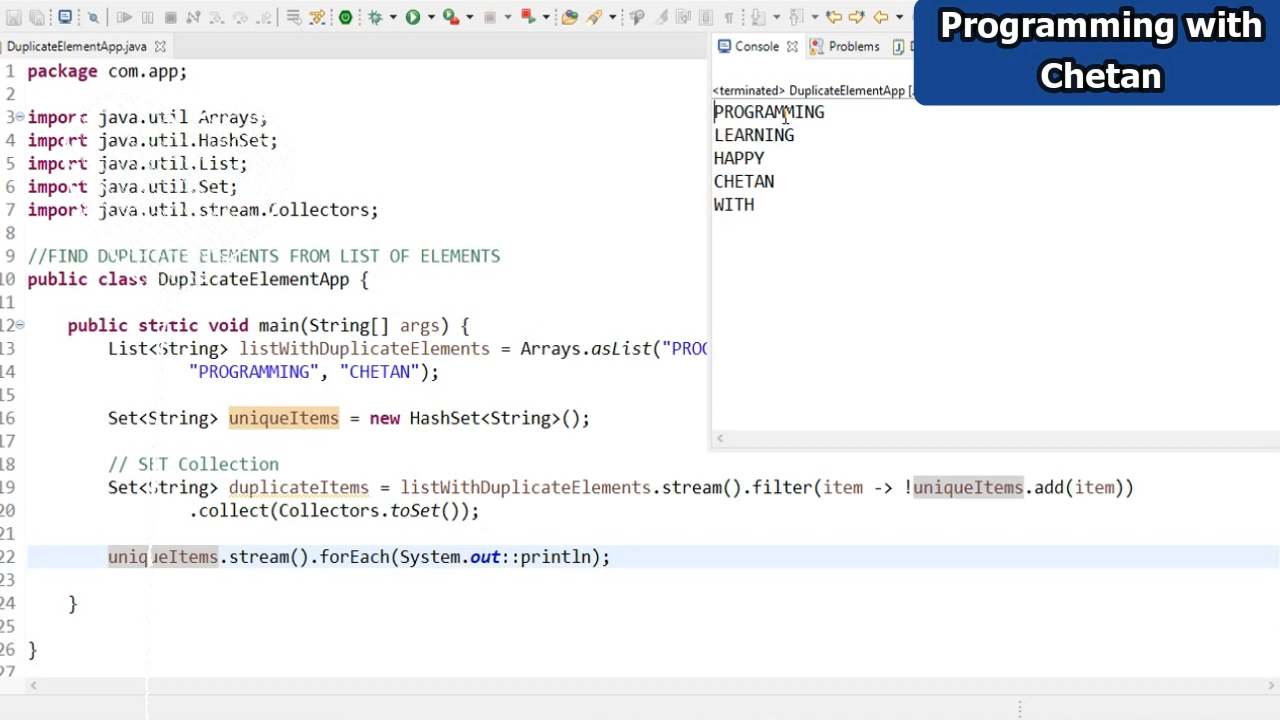 Programming with
Chetan
DuplicateElementApp.java
Console
Problems
<terminated> DuplicateElementApp [
1 package com.app;
2
3 import java.util.Arrays;
4 import java.util.HashSet;
5 import java.util.List;
6 import java.util.Set;
7 import java.util.stream.Collectors;
8
9 //FIND DUPLICATE ELEMENTS FROM LIST OF ELEMENTS
10 public class DuplicateElementApp {
11
12 public static void main(String[] args) {
13 List<String> listWithDuplicateElements = Arrays.asList("PROG
14 "PROGRAMMING", "CHETAN");
15
16 Set<String> uniqueItems = new HashSet<String>();
17
18 // SET Collection
19 Set<String> duplicateItems = listWithDuplicateElements.stream().filter(item -> !uniqueItems.add(item))
20 .collect(Collectors.toSet());
21
22 uniqueItems.stream().forEach(System.out::println);
23
24 }
25
26 }
27
PROGRAMMING
LEARNING
HAPPY
CHETAN
WITH